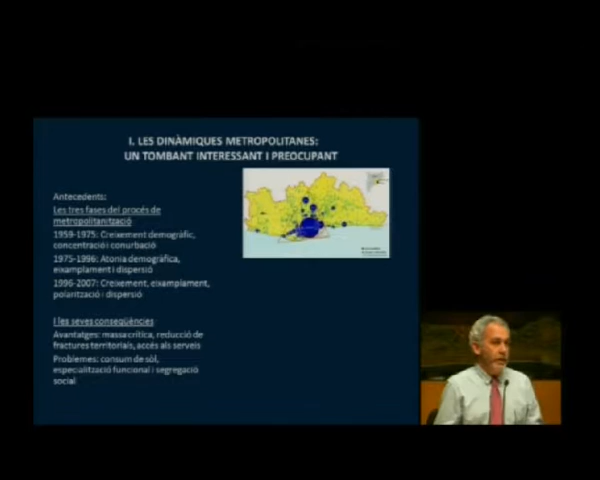 I. LES DINÀMIQUES METROPOLITANES:
UN TOMBANT INTERESSANT I PREOCUPANT
Antecedents:
Les tres fases del procés de
metropolitanització
1959-1975: Creixement demogràfic,
concentració i conurbació
1975-1996: Atonia demogràfica,
eixamplament i dispersió
1996-2007: Creixement, eixamplament,
polarització i dispersió
I les seves conseqüències
Avantatges: massa crítica, reducció de
fractures territorials, accés als serveis
Problemes: consum de sòl,
especialització funcional i segregació
social